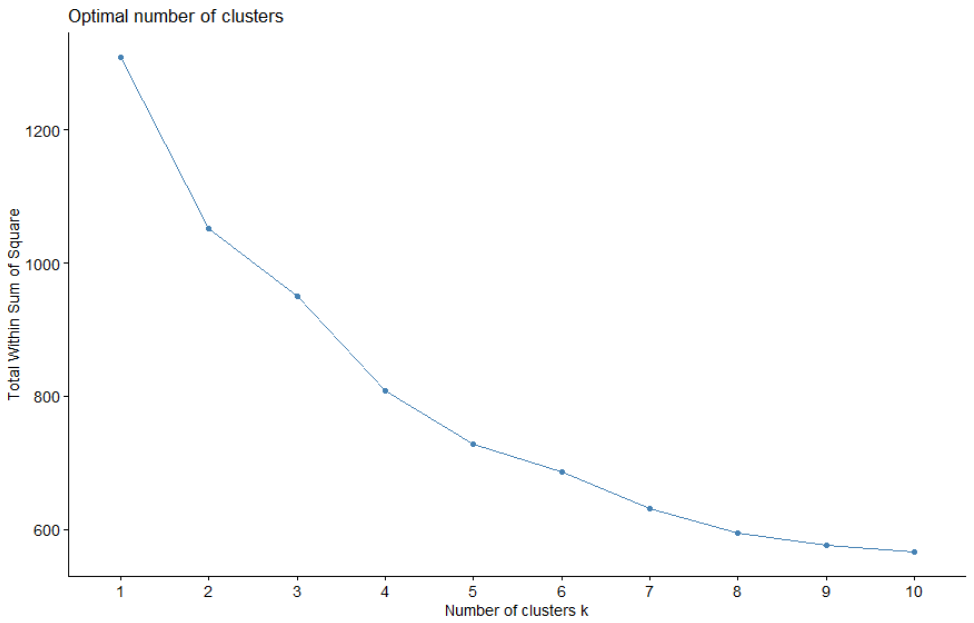 Optimal number of clusters
Total Within Sum of Square
1200
1000
800
600
1 2 3 4 5 6 7 8 9 10
Number of clusters k